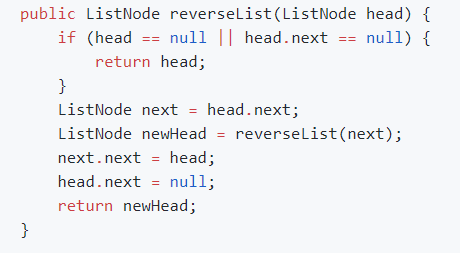 public ListNode reverseList(ListNode head) {
    if (head == null || head.next == null) {
        return head;
    }
    ListNode next = head.next;
    ListNode newHead = reverseList(next);
    next.next = head;
    head.next = null;
    return newHead;
}